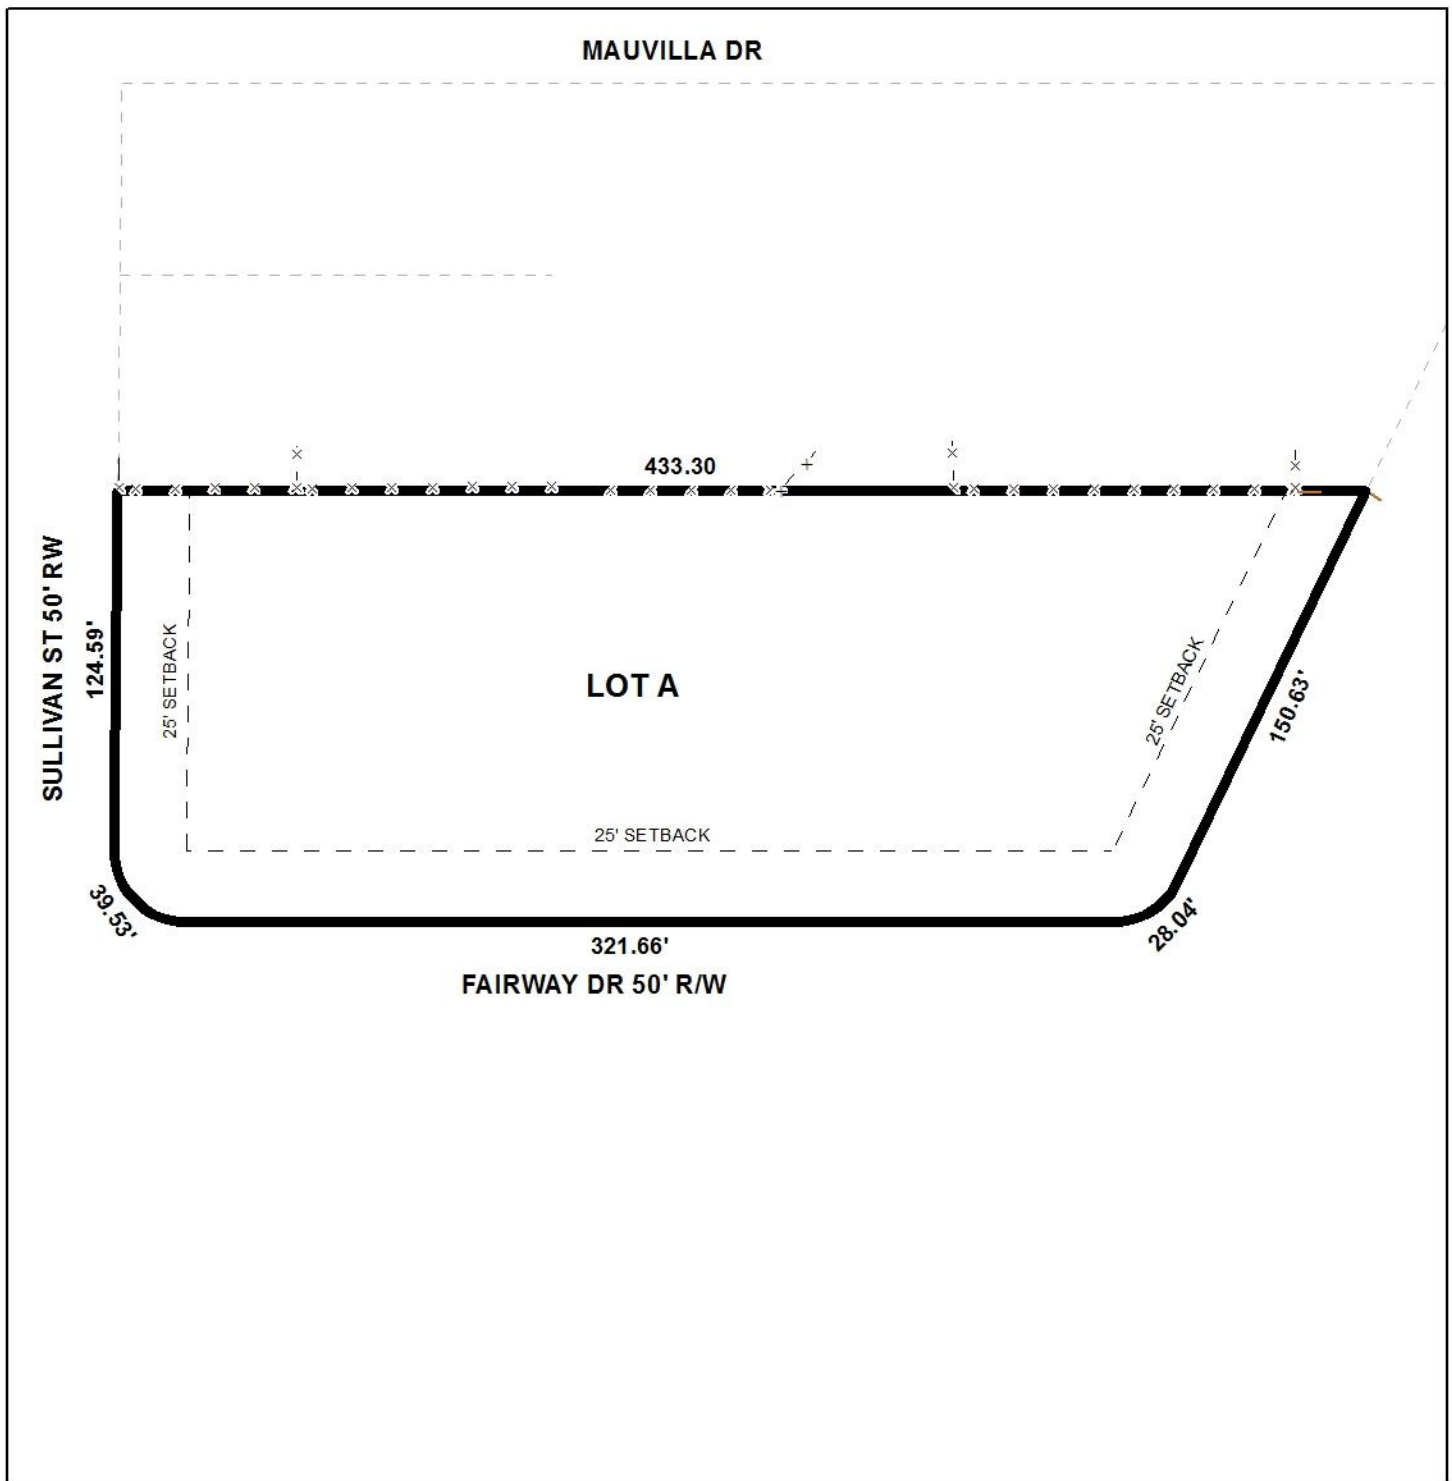 MAUVILLA DR
433.30
SULLIVAN ST 50' RW
124.59'
25' SETBACK
LOT A
25' SETBACK
150.63'
25' SETBACK
39.53'
28.04'
321.66'
FAIRWAY DR 50' R/W